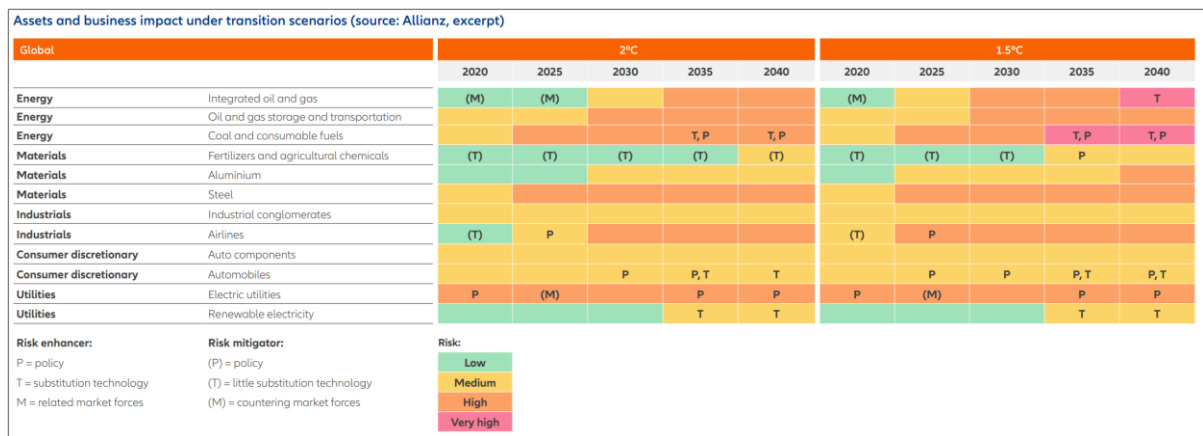 Assets and business impact under transition scenarios (source: Allianz, excerpt)
Global 2°C 1.5°C
2020 2025 2030 2035 2040 2020 2025 2030 2035 2040
Energy Integrated oil and gas (M) (M) (M) T
Energy Oil and gas storage and transportation
Energy Coal and consumable fuels T, P T, P T, P T, P
Materials Fertilizers and agricultural chemicals (T) (T) (T) (T) (T) (T) (T) (T) P
Materials Aluminium
Materials Steel
Industrials Industrial conglomerates
Industrials Airlines (T) P (T) P
Consumer discretionary Auto components
Consumer discretionary Automobiles P P, T T P P P, T P, T
Utilities Electric utilities P (M) P P P (M) P P
Utilities Renewable electricity T T T T
Risk enhancer: Risk mitigator: Risk:
P = policy (P) = policy Low
T = substitution technology (T) = little substitution technology Medium
M = related market forces (M) = countering market forces High
Very high